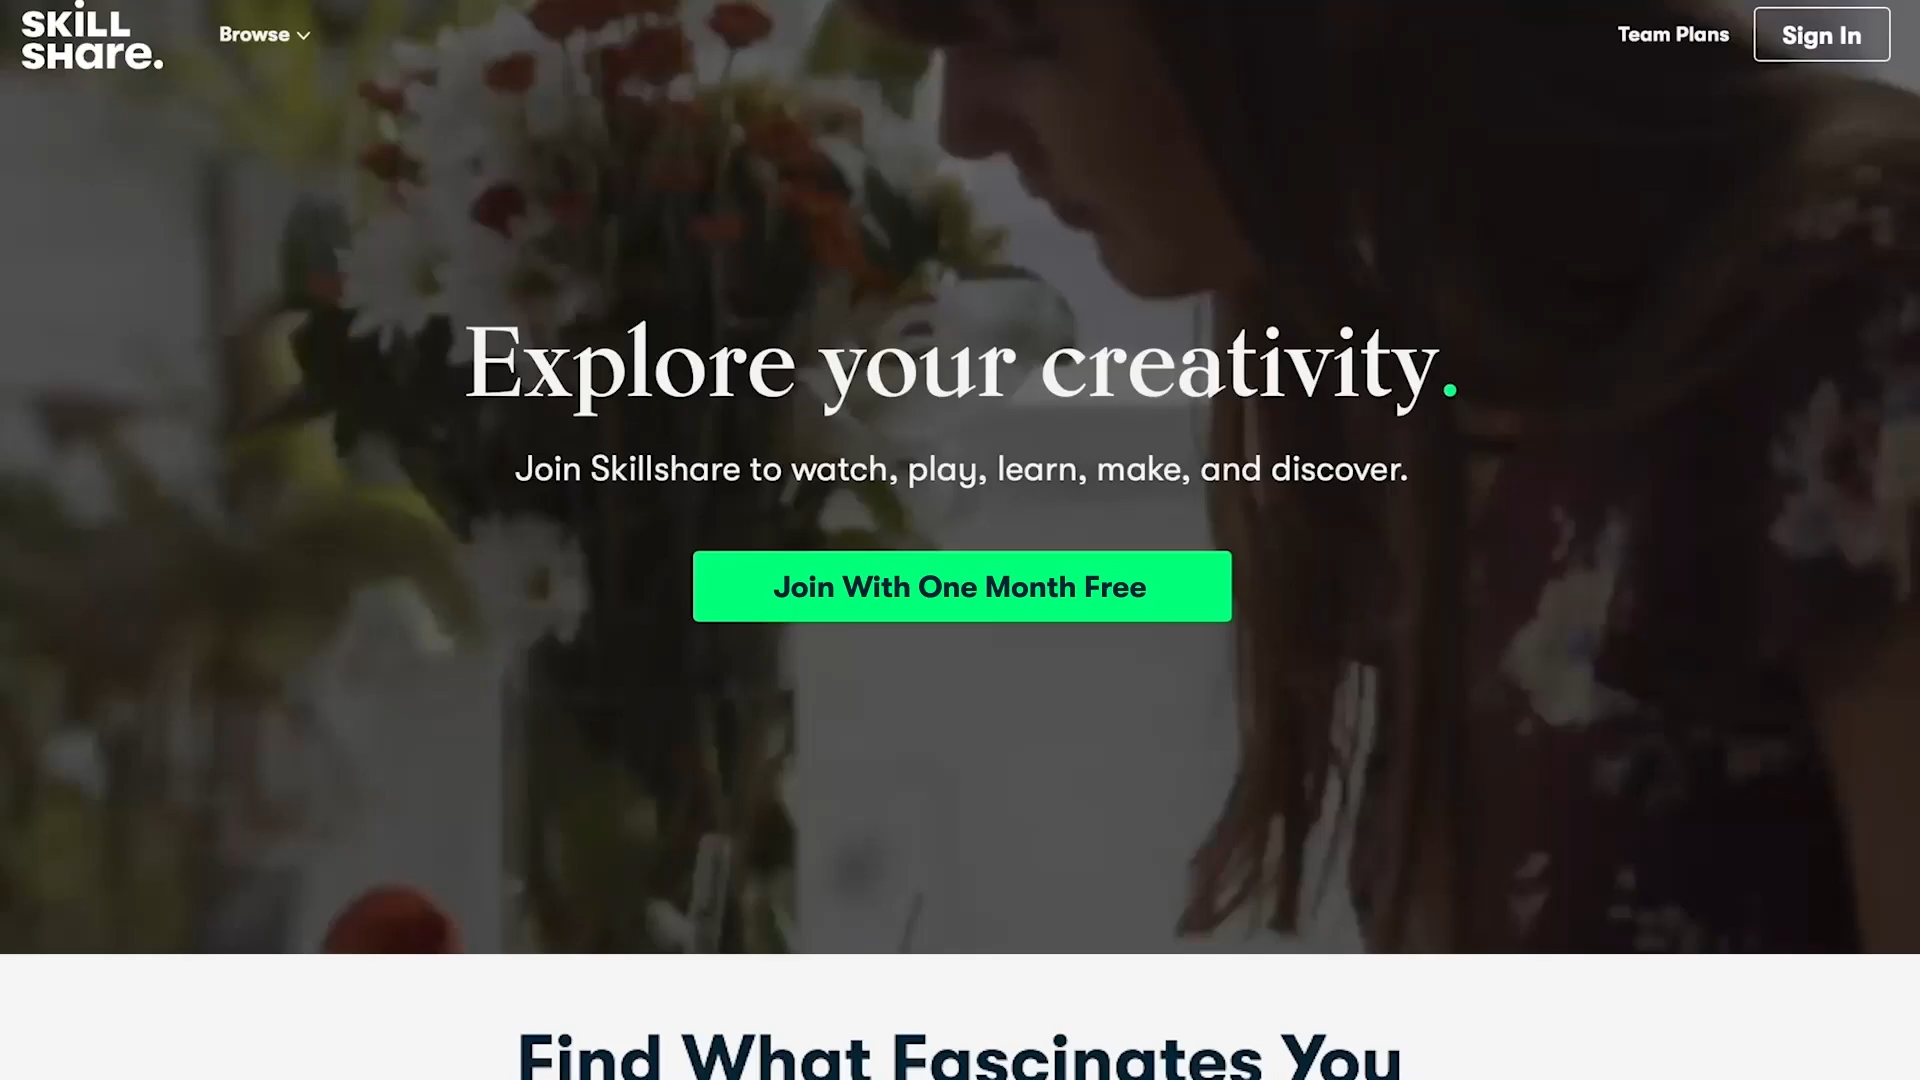 SKiLL
SHare.
Browse
Team Plans
Sign In
Explore your creativity.
Join Skillshare to watch, play, learn, make, and discover.
Join With One Month Free
Find What Fascinates You